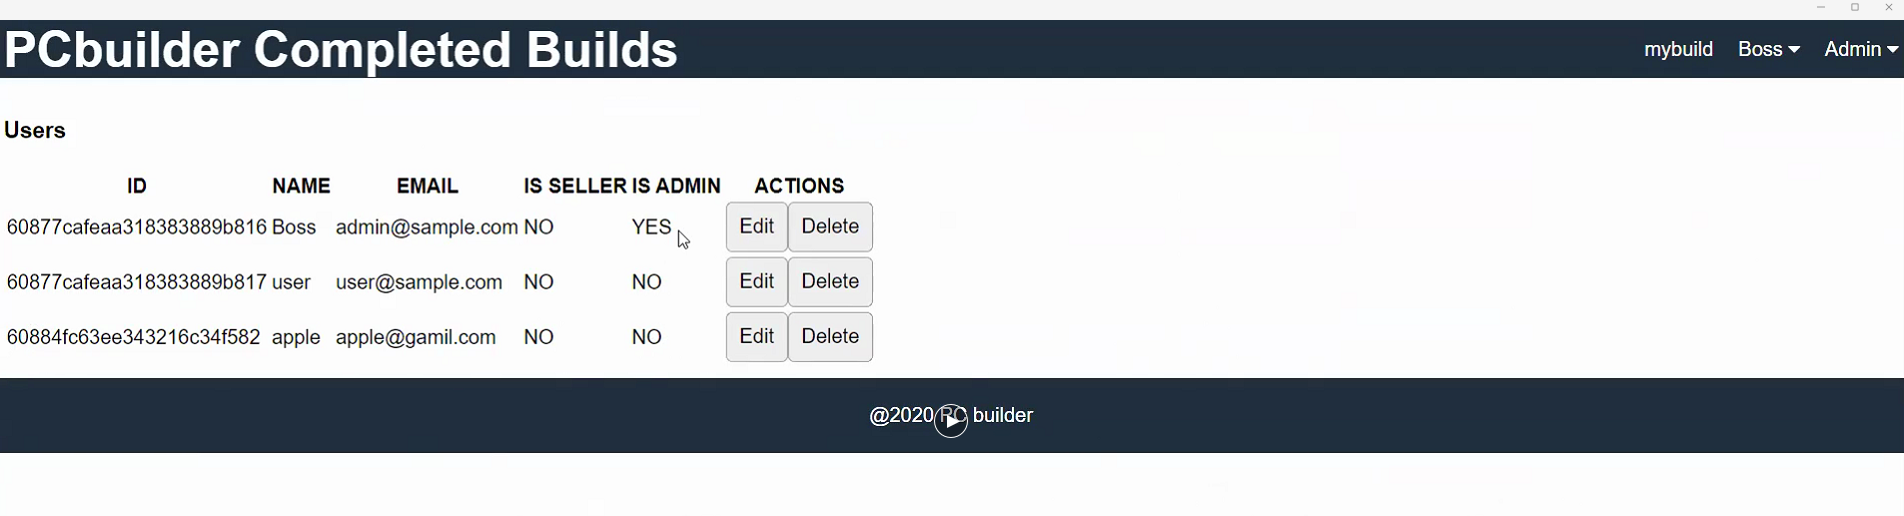 PCbuilder Completed Builds mybuild Boss Admin
Users
ID NAME EMAIL IS SELLER IS ADMIN ACTIONS
60877cafeaa318383889b816 Boss admin@sample.com NO YES Edit Delete
60877cafeaa318383889b817 user user@sample.com NO NO Edit Delete
60884fc63ee343216c34f582 apple apple@gamil.com NO NO Edit Delete
@2020 PC builder